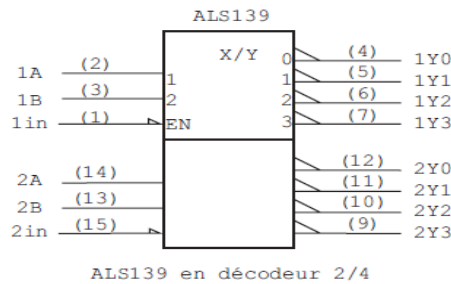 ALS139
X/Y
1A (2) 1 0 (4) 1Y0
1B (3) 2 1 (5) 1Y1
1in (1) EN 2 (6) 1Y2
3 (7) 1Y3
2A (14) (12) 2Y0
2B (13) (11) 2Y1
2in (15) (10) 2Y2
(9) 2Y3
ALS139 en décodeur 2/4